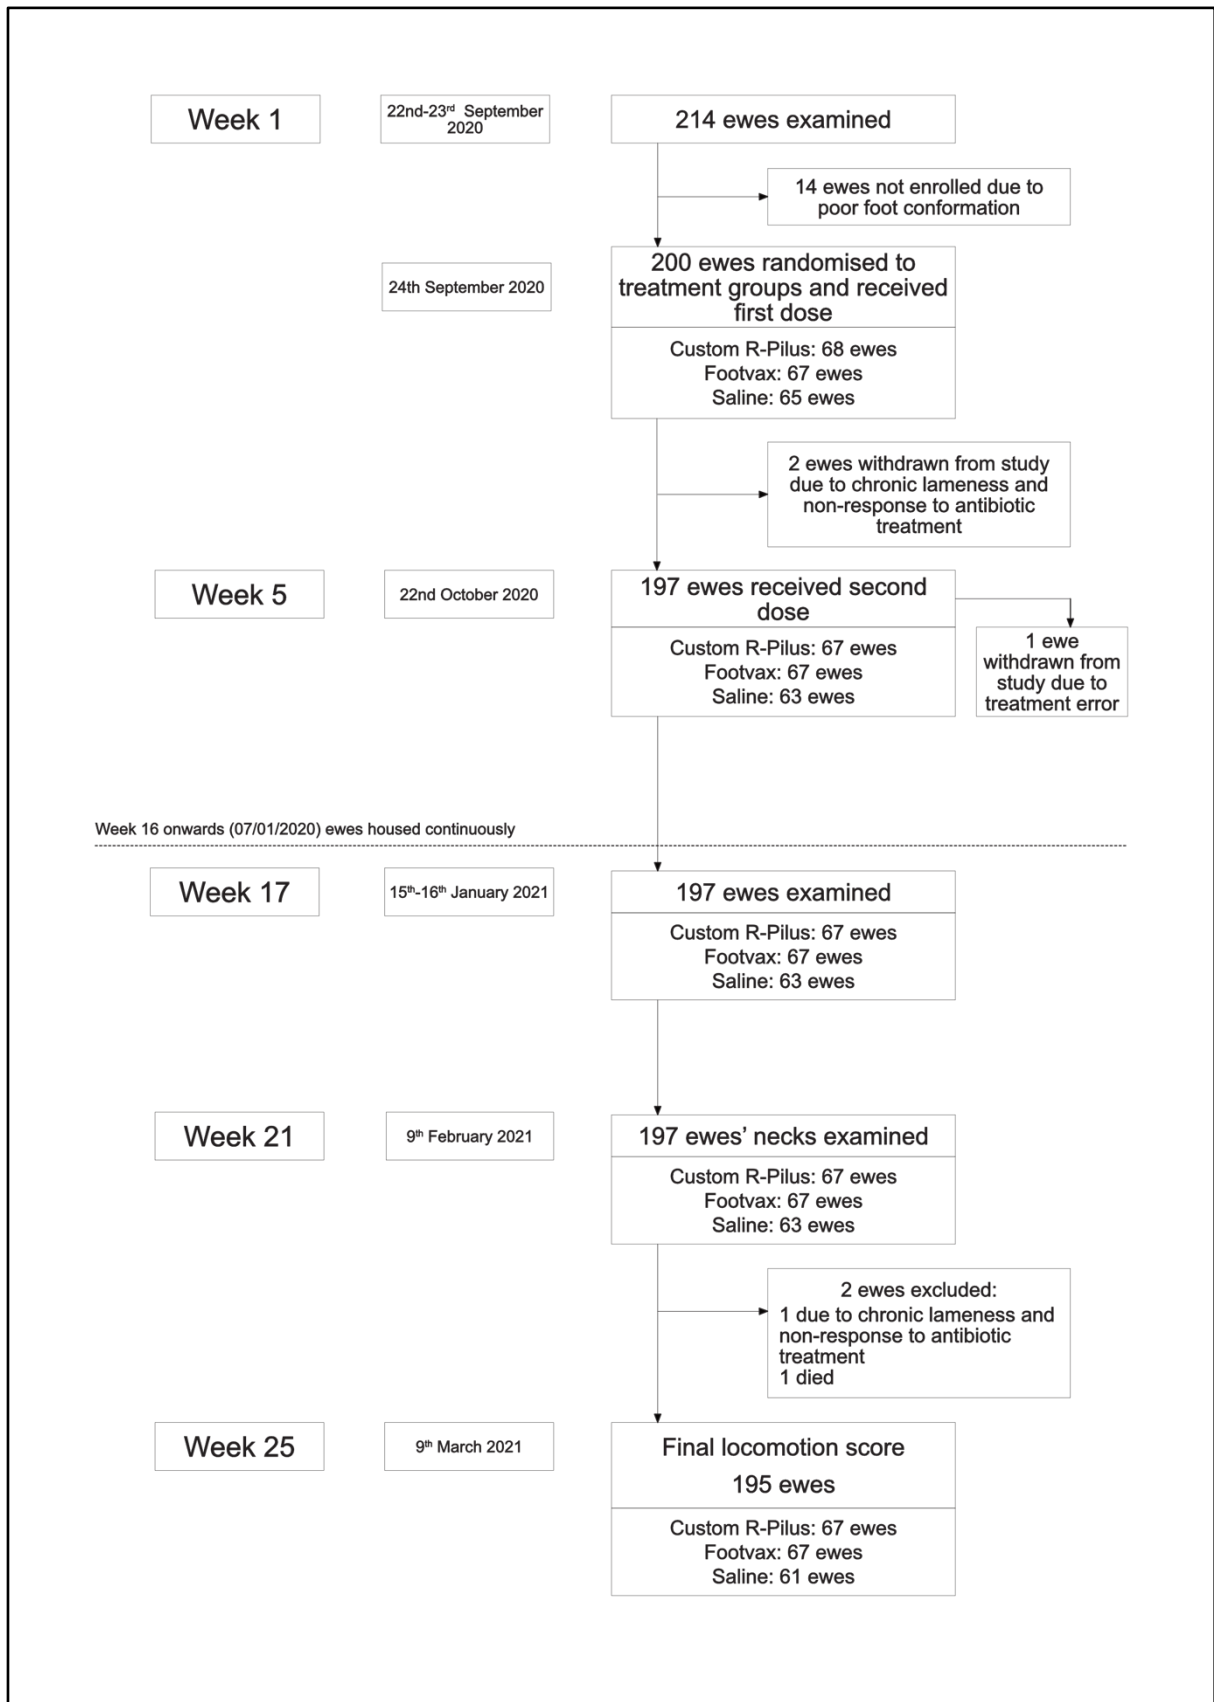 Week 1
22nd-23rd September
2020
214 ewes examined
14 ewes not enrolled due to
poor foot conformation
24th September 2020
200 ewes randomised to
treatment groups and received
first dose
Custom R-Pilus: 68 ewes
Footvax: 67 ewes
Saline: 65 ewes
2 ewes withdrawn from study
due to chronic lameness and
non-response to antibiotic
treatment
Week 5
22nd October 2020
197 ewes received second
dose
Custom R-Pilus: 67 ewes
Footvax: 67 ewes
Saline: 63 ewes
1 ewe
withdrawn from
study due to
treatment error
Week 16 onwards (07/01/2020) ewes housed continuously
Week 17
15th-16th January 2021
197 ewes examined
Custom R-Pilus: 67 ewes
Footvax: 67 ewes
Saline: 63 ewes
Week 21
9th February 2021
197 ewes’ necks examined
Custom R-Pilus: 67 ewes
Footvax: 67 ewes
Saline: 63 ewes
2 ewes excluded:
1 due to chronic lameness and
non-response to antibiotic
treatment
1 died
Week 25
9th March 2021
Final locomotion score
195 ewes
Custom R-Pilus: 67 ewes
Footvax: 67 ewes
Saline: 61 ewes